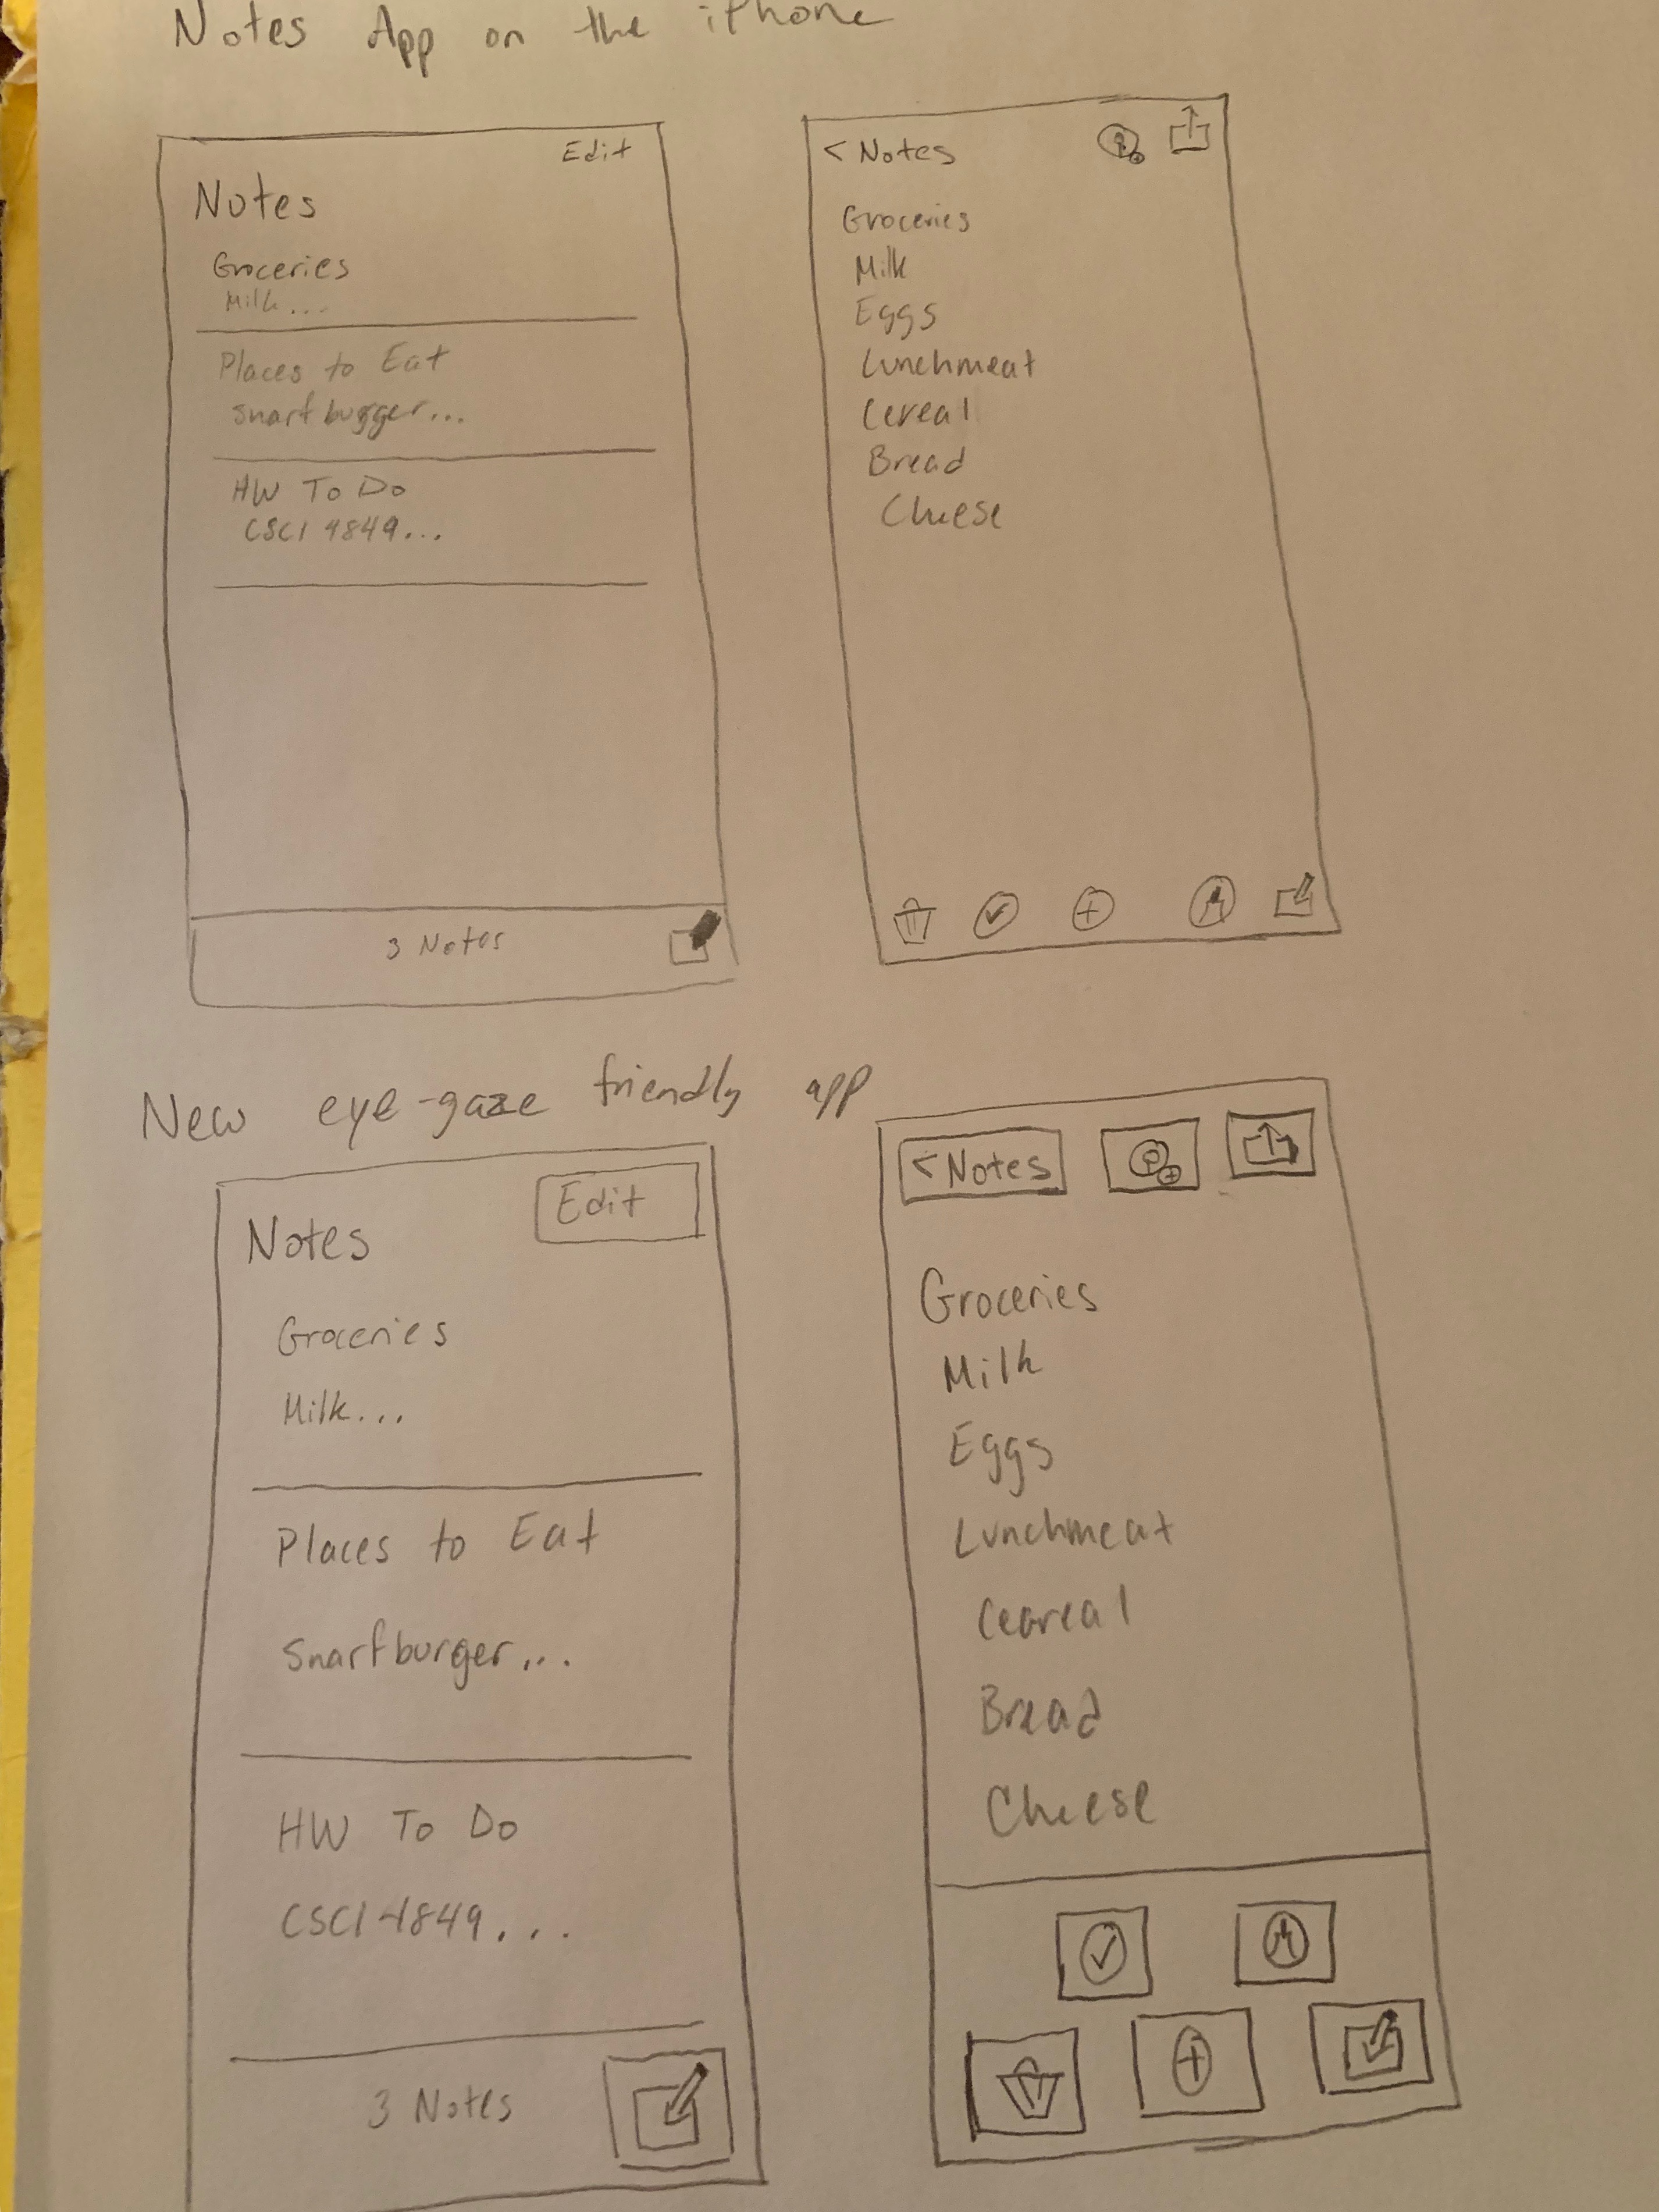 Notes App on the iPhone
Edit
Notes
Groceries
Milk...
Places to Eat
Snarfbugger...
HW To Do
CSCI 4849...
3 Notes
< Notes
Groceries
Milk
Eggs
Lunchmeat
Cereal
Bread
Cheese
New eye-gaze friendly app
Edit
Notes
Groceries
Milk...
Places to Eat
Snarfburger...
HW To Do
CSCI 4849...
3 Notes
< Notes
Groceries
Milk
Eggs
Lunchmeat
Ceareal
Bread
Cheese